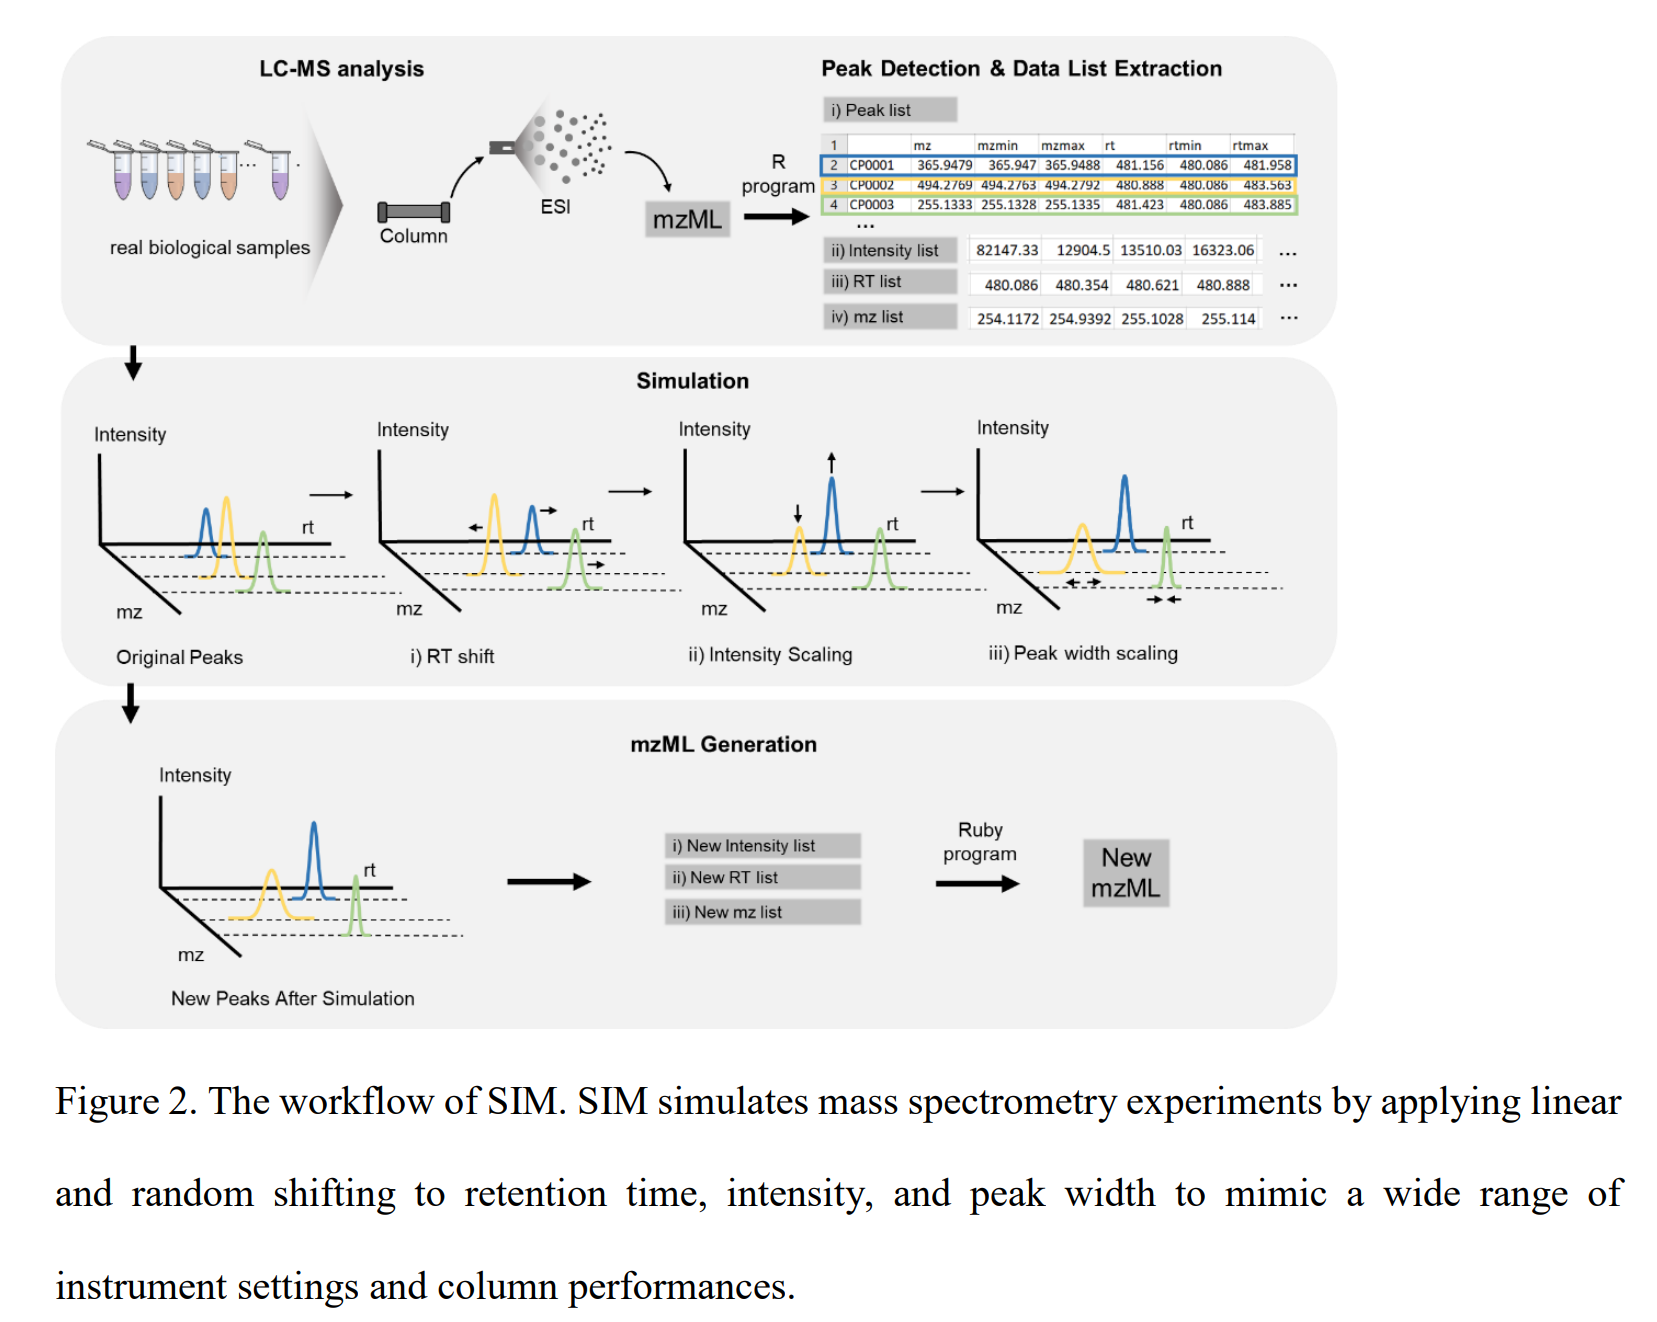 LC-MS analysis
real biological samples
Column
ESI
mzML
R
program
Peak Detection & Data List Extraction
i) Peak list
1 mz mzmin mzmax rt rtmin rtmax
2 CP0001 365.9479 365.947 365.9488 481.156 480.086 481.958
3 CP0002 494.2769 494.2763 494.2792 480.888 480.086 483.563
4 CP0003 255.1333 255.1328 255.1335 481.423 480.086 483.885
...
ii) Intensity list 82147.33 12904.5 13510.03 16323.06 ...
iii) RT list 480.086 480.354 480.621 480.888 ...
iv) mz list 254.1172 254.9392 255.1028 255.114 ...
Simulation
Intensity
rt
mz
Original Peaks
Intensity
rt
mz
i) RT shift
Intensity
rt
mz
ii) Intensity Scaling
Intensity
rt
mz
iii) Peak width scaling
mzML Generation
Intensity
rt
mz
New Peaks After Simulation
i) New Intensity list
ii) New RT list
iii) New mz list
Ruby
program
New
mzML
Figure 2. The workflow of SIM. SIM simulates mass spectrometry experiments by applying linear
and random shifting to retention time, intensity, and peak width to mimic a wide range of
instrument settings and column performances.